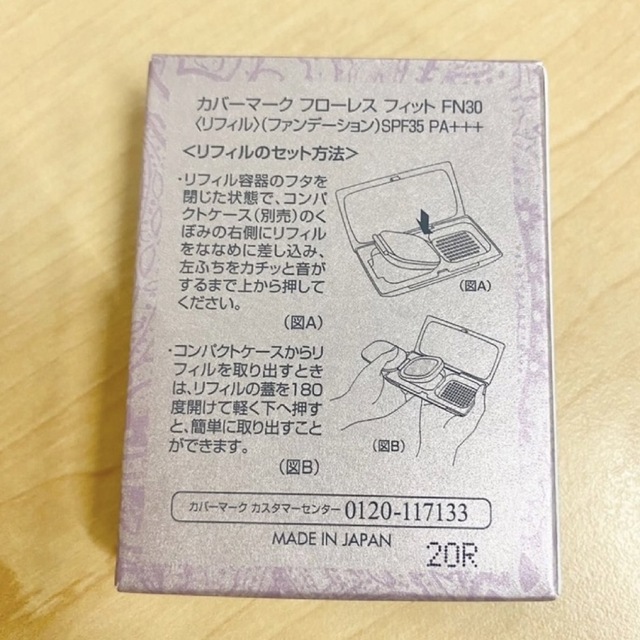 カバーマーク フローレス フィット FN30
〈リフィル〉(ファンデーション)SPF35 PA+++
<リフィルのセット方法>
・リフィル容器のフタを
閉じた状態で、コンパ
クトケース(別売)のく
ぼみの右側にリフィル
をななめに差し込み、
左ふちをカチッと音が
するまで上から押して
ください。
(図A)
(図A)
・コンパクトケースからリ
フィルを取り出すとき
は、リフィルの蓋を180
度開けて軽く下へ押す
と、簡単に取り出すこと
ができます。
(図B)
(図B)
カバーマーク カスタマーセンター 0120-117133
MADE IN JAPAN
20R